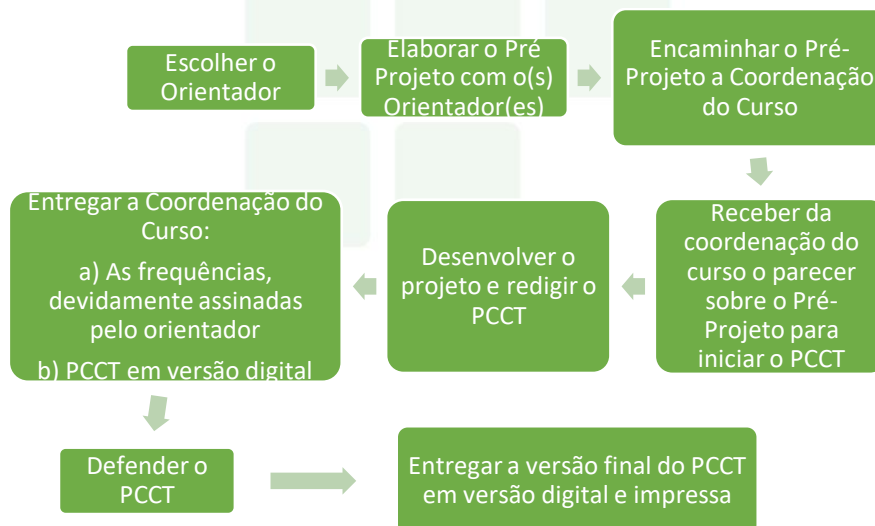 Escolher o
Orientador
Elaborar o Pré
Projeto com o(s)
Orientador(es)
Encaminhar o Pré-
Projeto a Coordenação
do Curso
Receber da
coordenação do
curso o parecer
sobre o Pré-
Projeto para
iniciar o PCCT
Desenvolver o
projeto e redigir o
PCCT
Entregar a Coordenação do
Curso:
a) As frequências,
devidamente assinadas
pelo orientador
b) PCCT em versão digital
Defender o
PCCT
Entregar a versão final do PCCT
em versão digital e impressa